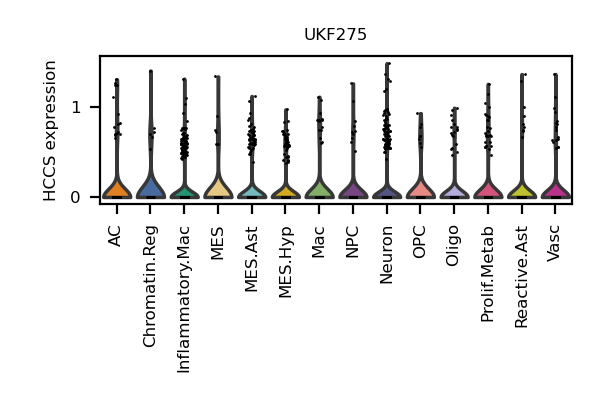 UKF275
HCCS expression
1
0
AC
Chromatin.Reg
Inflammatory.Mac
MES
MES.Ast
MES.Hyp
Mac
NPC
Neuron
OPC
Oligo
Prolif.Metab
Reactive.Ast
Vasc